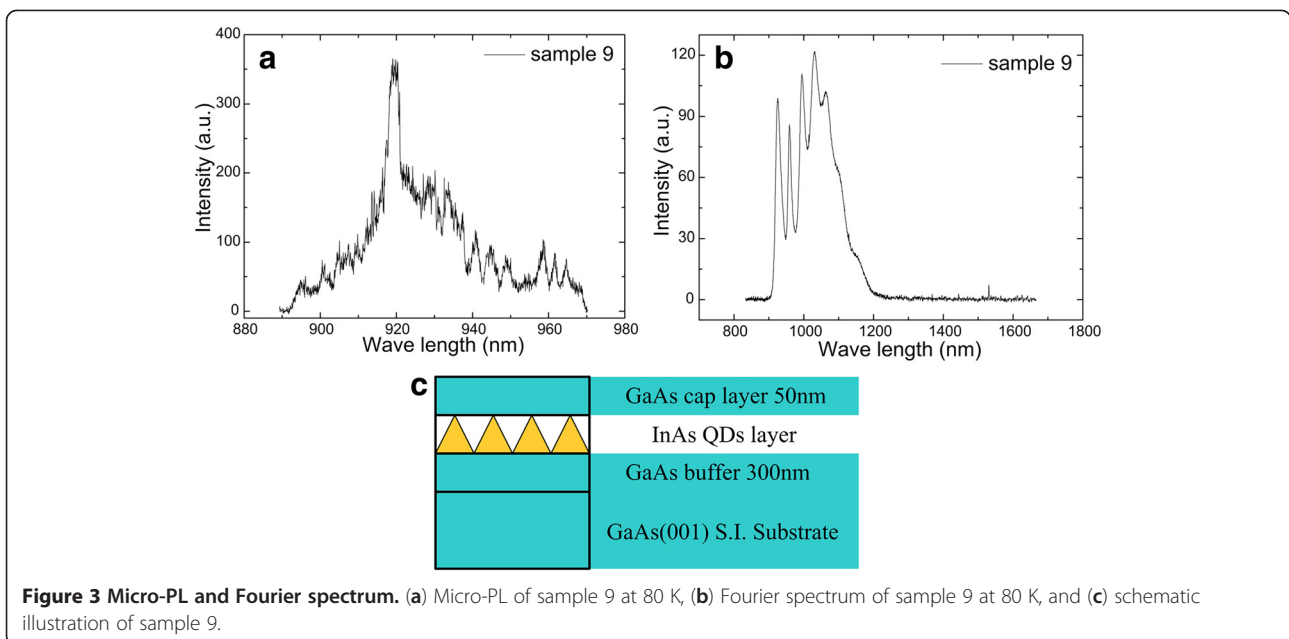 a
sample 9
400
300
200
100
0
Intensity (a.u.)
880
900
920
940
960
980
Wave length (nm)
b
sample 9
120
90
60
30
0
Intensity (a.u.)
800
1000
1200
1400
1600
1800
Wave length (nm)
c
GaAs cap layer 50nm
InAs QDs layer
GaAs buffer 300nm
GaAs(001) S.I. Substrate
Figure 3 Micro-PL and Fourier spectrum. (a) Micro-PL of sample 9 at 80 K, (b) Fourier spectrum of sample 9 at 80 K, and (c) schematic
illustration of sample 9.